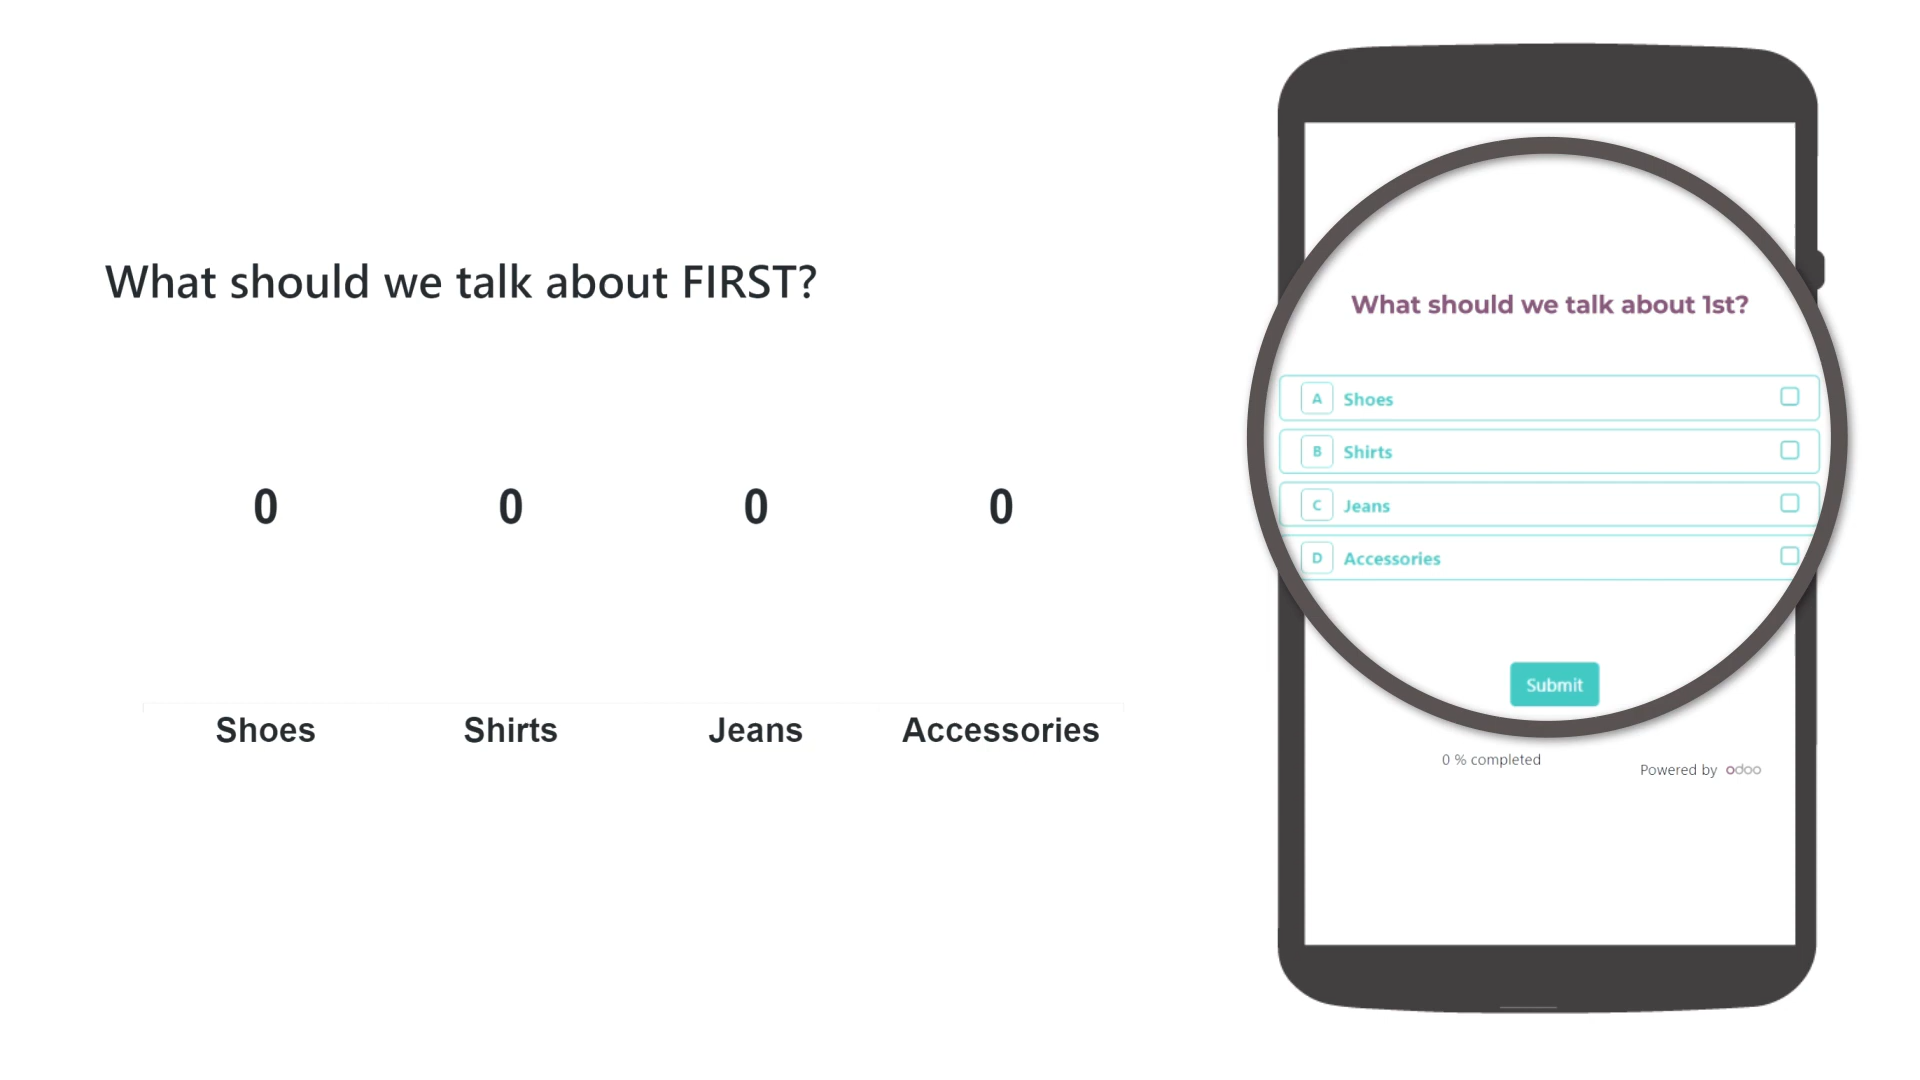 What should we talk about FIRST?
0 0 0 0
Shoes Shirts Jeans Accessories
What should we talk about 1st?
A Shoes
B Shirts
C Jeans
D Accessories
Submit
0 % completed
Powered by odoo